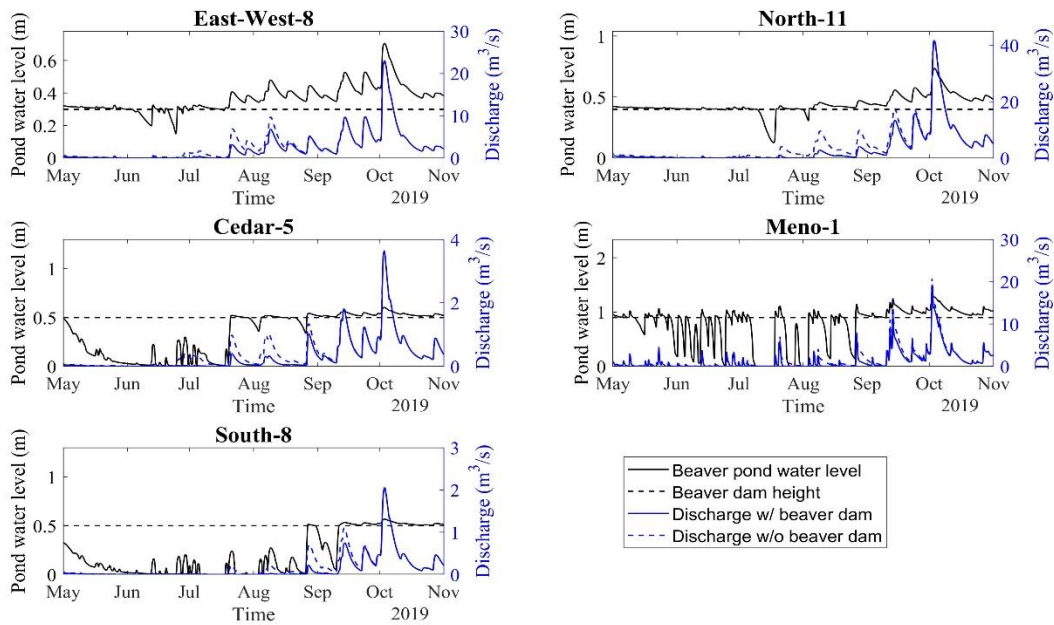 East-West-8
Pond water level (m)
0.6
0.4
0.2
0
30
20
10
0
Discharge (m³/s)
May Jun Jul Aug Sep Oct Nov
Time 2019
North-11
Pond water level (m)
1
0.5
0
40
20
0
Discharge (m³/s)
May Jun Jul Aug Sep Oct Nov
Time 2019
Cedar-5
Pond water level (m)
1
0.5
0
4
2
0
Discharge (m³/s)
May Jun Jul Aug Sep Oct Nov
Time 2019
Meno-1
Pond water level (m)
2
1
0
30
20
10
0
Discharge (m³/s)
May Jun Jul Aug Sep Oct Nov
Time 2019
South-8
Pond water level (m)
1
0.5
0
3
2
1
0
Discharge (m³/s)
May Jun Jul Aug Sep Oct Nov
Time 2019
Beaver pond water level
Beaver dam height
Discharge w/ beaver dam
Discharge w/o beaver dam